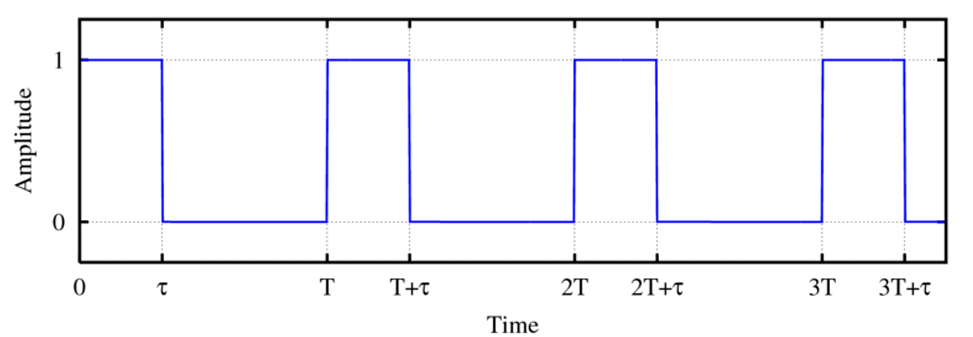 Amplitude
1
0
0 τ T T+τ 2T 2T+τ 3T 3T+τ
Time